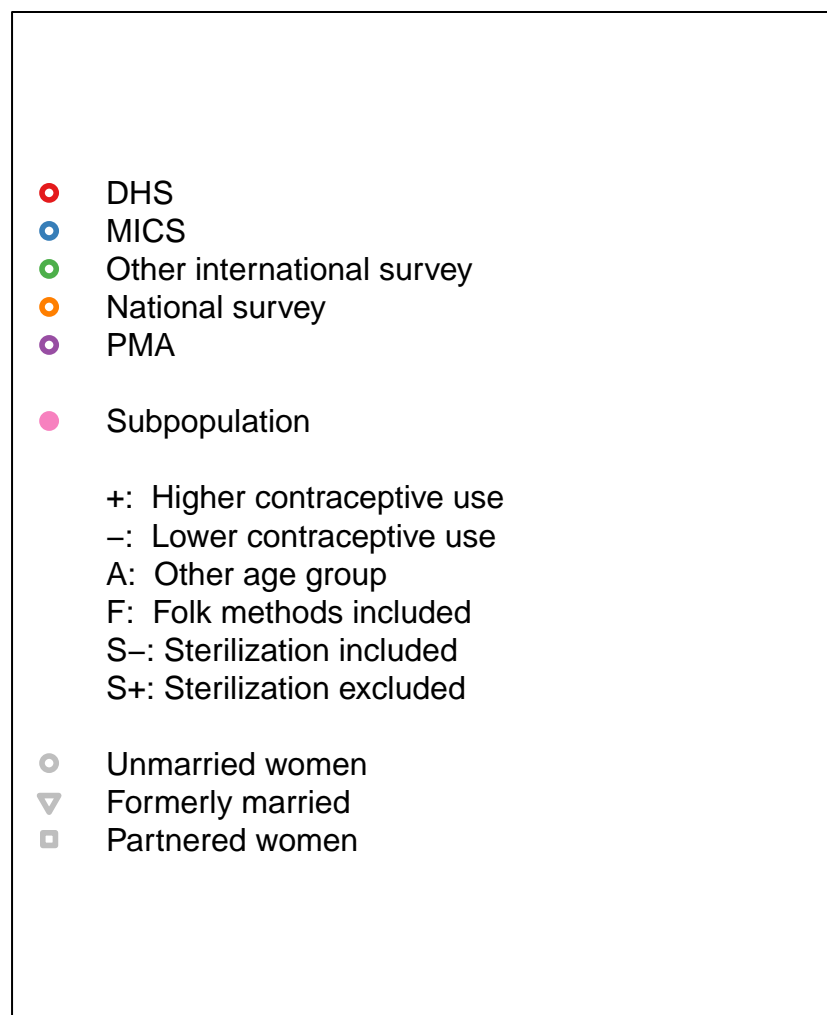 DHS
MICS
Other international survey
National survey
PMA
Subpopulation
+: Higher contraceptive use
−: Lower contraceptive use
A: Other age group
F: Folk methods included
S−: Sterilization included
S+: Sterilization excluded
Unmarried women
Formerly married
Partnered women